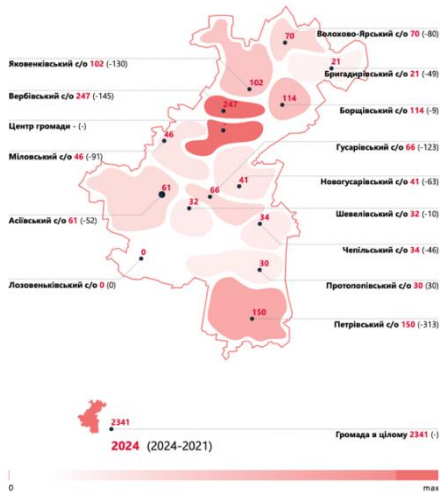 70
Волохово-Ярський с/о 70 (-80)
Яковенківський с/о 102 (-130)
21
Бригадирівський с/о 21 (-49)
102
Вербівський с/о 247 (-145)
247
114
Борщівський с/о 114 (-9)
Центр громади - (-)
46
Гусарівський с/о 66 (-123)
Міловський с/о 46 (-91)
41
Новогусарівський с/о 41 (-63)
61
66
32
Шевелівський с/о 32 (-10)
Асіївський с/о 61 (-52)
34
Чепільський с/о 34 (-46)
0
30
Лозовеньківський с/о 0 (0)
Протопопівський с/о 30 (30)
150
Петрівський с/о 150 (-313)
2341
Громада в цілому 2341 (-)
2024 (2024-2021)
0
max